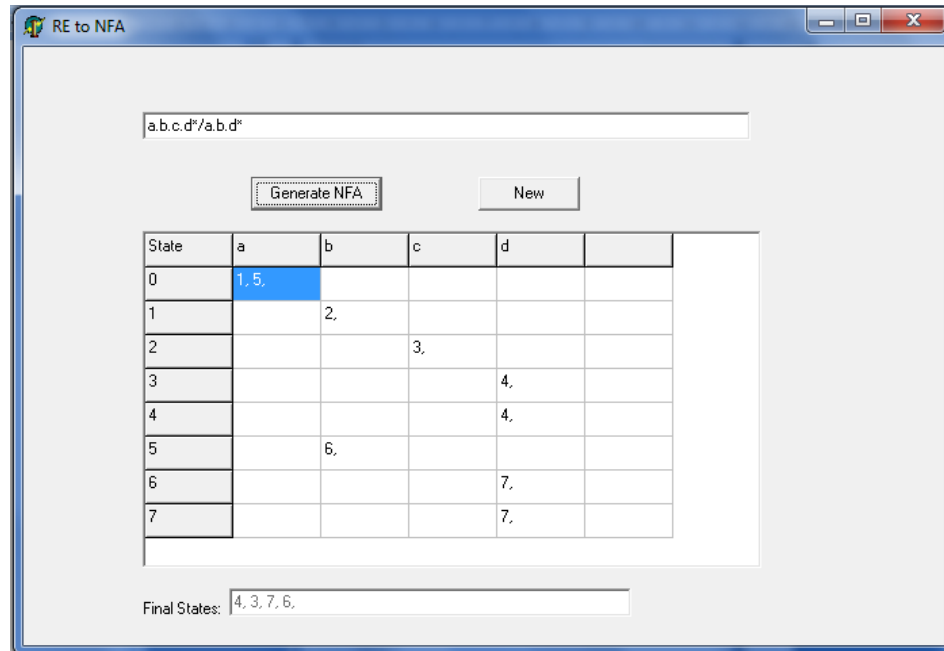 RE to NFA
a.b.c.d*/a.b.d*
Generate NFA New
State a b c d
0 1, 5,
1 2,
2 3,
3 4,
4 4,
5 6,
6 7,
7 7,
Final States: 4, 3, 7, 6,